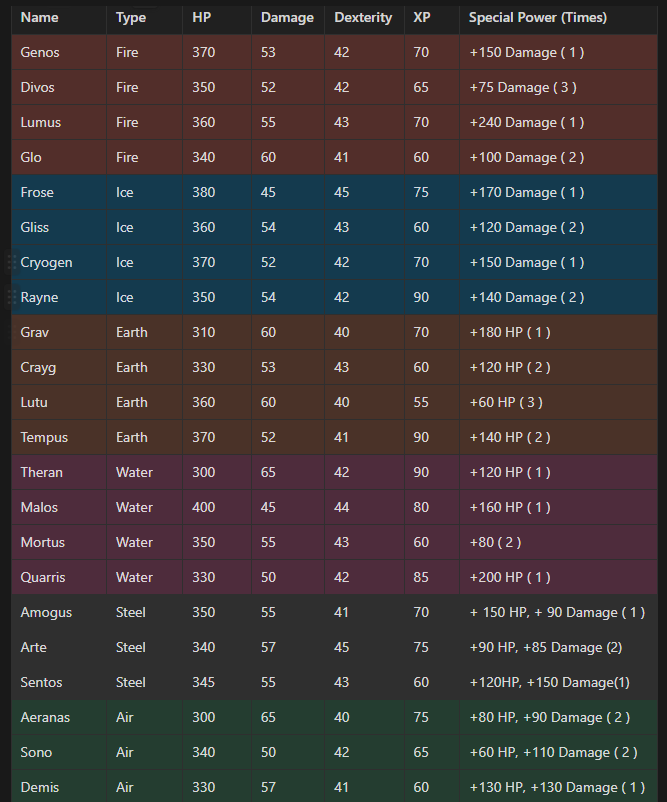 Name Type HP Damage Dexterity XP Special Power (Times)
Genos Fire 370 53 42 70 +150 Damage ( 1 )
Divos Fire 350 52 42 65 +75 Damage ( 3 )
Lumus Fire 360 55 43 70 +240 Damage ( 1 )
Glo Fire 340 60 41 60 +100 Damage ( 2 )
Frose Ice 380 45 45 75 +170 Damage ( 1 )
Gliss Ice 360 54 43 60 +120 Damage ( 2 )
Cryogen Ice 370 52 42 70 +150 Damage ( 1 )
Rayne Ice 350 54 42 90 +140 Damage ( 2 )
Grav Earth 310 60 40 70 +180 HP ( 1 )
Crayg Earth 330 53 43 60 +120 HP ( 2 )
Lutu Earth 360 60 40 55 +60 HP ( 3 )
Tempus Earth 370 52 41 90 +140 HP ( 2 )
Theran Water 300 65 42 90 +120 HP ( 1 )
Malos Water 400 45 44 80 +160 HP ( 1 )
Mortus Water 350 55 43 60 +80 ( 2 )
Quarris Water 330 50 42 85 +200 HP ( 1 )
Amogus Steel 350 55 41 70 + 150 HP, + 90 Damage ( 1 )
Arte Steel 340 57 45 75 +90 HP, +85 Damage (2)
Sentos Steel 345 55 43 60 +120HP, +150 Damage(1)
Aeranas Air 300 65 40 75 +80 HP, +90 Damage ( 2 )
Sono Air 340 50 42 65 +60 HP, +110 Damage ( 2 )
Demis Air 330 57 41 60 +130 HP, +130 Damage ( 1 )